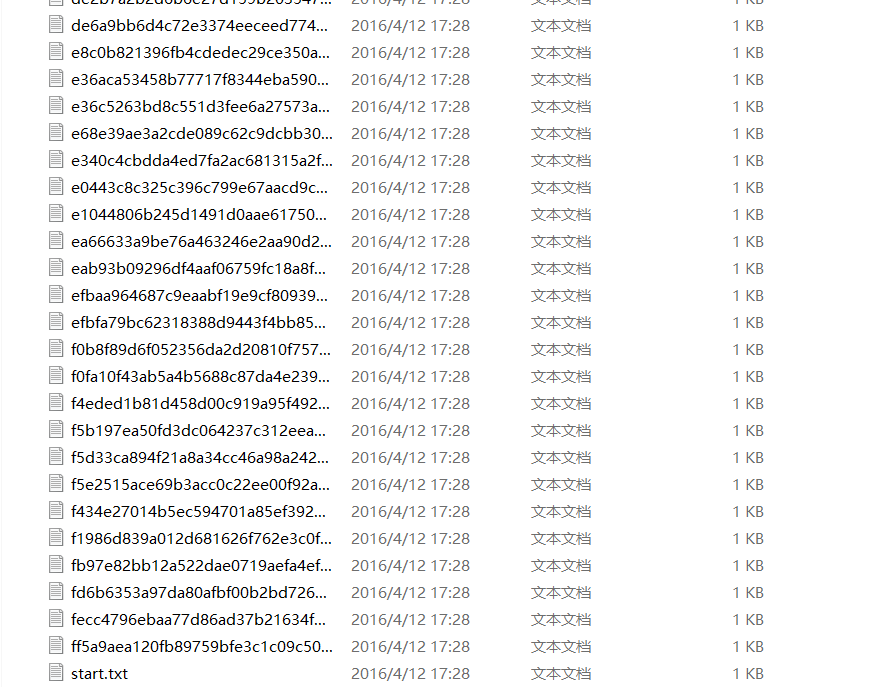 de6a9bb6d4c72e3374eeceed774... 2016/4/12 17:28 文本文档 1 KB
e8c0b821396fb4cdedec29ce350a... 2016/4/12 17:28 文本文档 1 KB
e36aca53458b77717f8344eba590... 2016/4/12 17:28 文本文档 1 KB
e36c5263bd8c551d3fee6a27573a... 2016/4/12 17:28 文本文档 1 KB
e68e39ae3a2cde089c62c9dcbb30... 2016/4/12 17:28 文本文档 1 KB
e340c4cbdda4ed7fa2ac681315a2f... 2016/4/12 17:28 文本文档 1 KB
e0443c8c325c396c799e67aacd9c... 2016/4/12 17:28 文本文档 1 KB
e1044806b245d1491d0aae61750... 2016/4/12 17:28 文本文档 1 KB
ea66633a9be76a463246e2aa90d2... 2016/4/12 17:28 文本文档 1 KB
eab93b09296df4aaf06759fc18a8f... 2016/4/12 17:28 文本文档 1 KB
efbaa964687c9eaabf19e9cf80939... 2016/4/12 17:28 文本文档 1 KB
efbfa79bc62318388d9443f4bb85... 2016/4/12 17:28 文本文档 1 KB
f0b8f89d6f052356da2d20810f757... 2016/4/12 17:28 文本文档 1 KB
f0fa10f43ab5a4b5688c87da4e239... 2016/4/12 17:28 文本文档 1 KB
f4eded1b81d458d00c919a95f492... 2016/4/12 17:28 文本文档 1 KB
f5b197ea50fd3dc064237c312eea... 2016/4/12 17:28 文本文档 1 KB
f5d33ca894f21a8a34cc46a98a242... 2016/4/12 17:28 文本文档 1 KB
f5e2515ace69b3acc0c22ee00f92a... 2016/4/12 17:28 文本文档 1 KB
f434e27014b5ec594701a85ef392... 2016/4/12 17:28 文本文档 1 KB
f1986d839a012d681626f762e3c0f... 2016/4/12 17:28 文本文档 1 KB
fb97e82bb12a522dae0719aefa4ef... 2016/4/12 17:28 文本文档 1 KB
fd6b6353a97da80afbf00b2bd726... 2016/4/12 17:28 文本文档 1 KB
fecc4796ebaa77d86ad37b21634f... 2016/4/12 17:28 文本文档 1 KB
ff5a9aea120fb89759bfe3c1c09c50... 2016/4/12 17:28 文本文档 1 KB
start.txt 2016/4/12 17:28 文本文档 1 KB